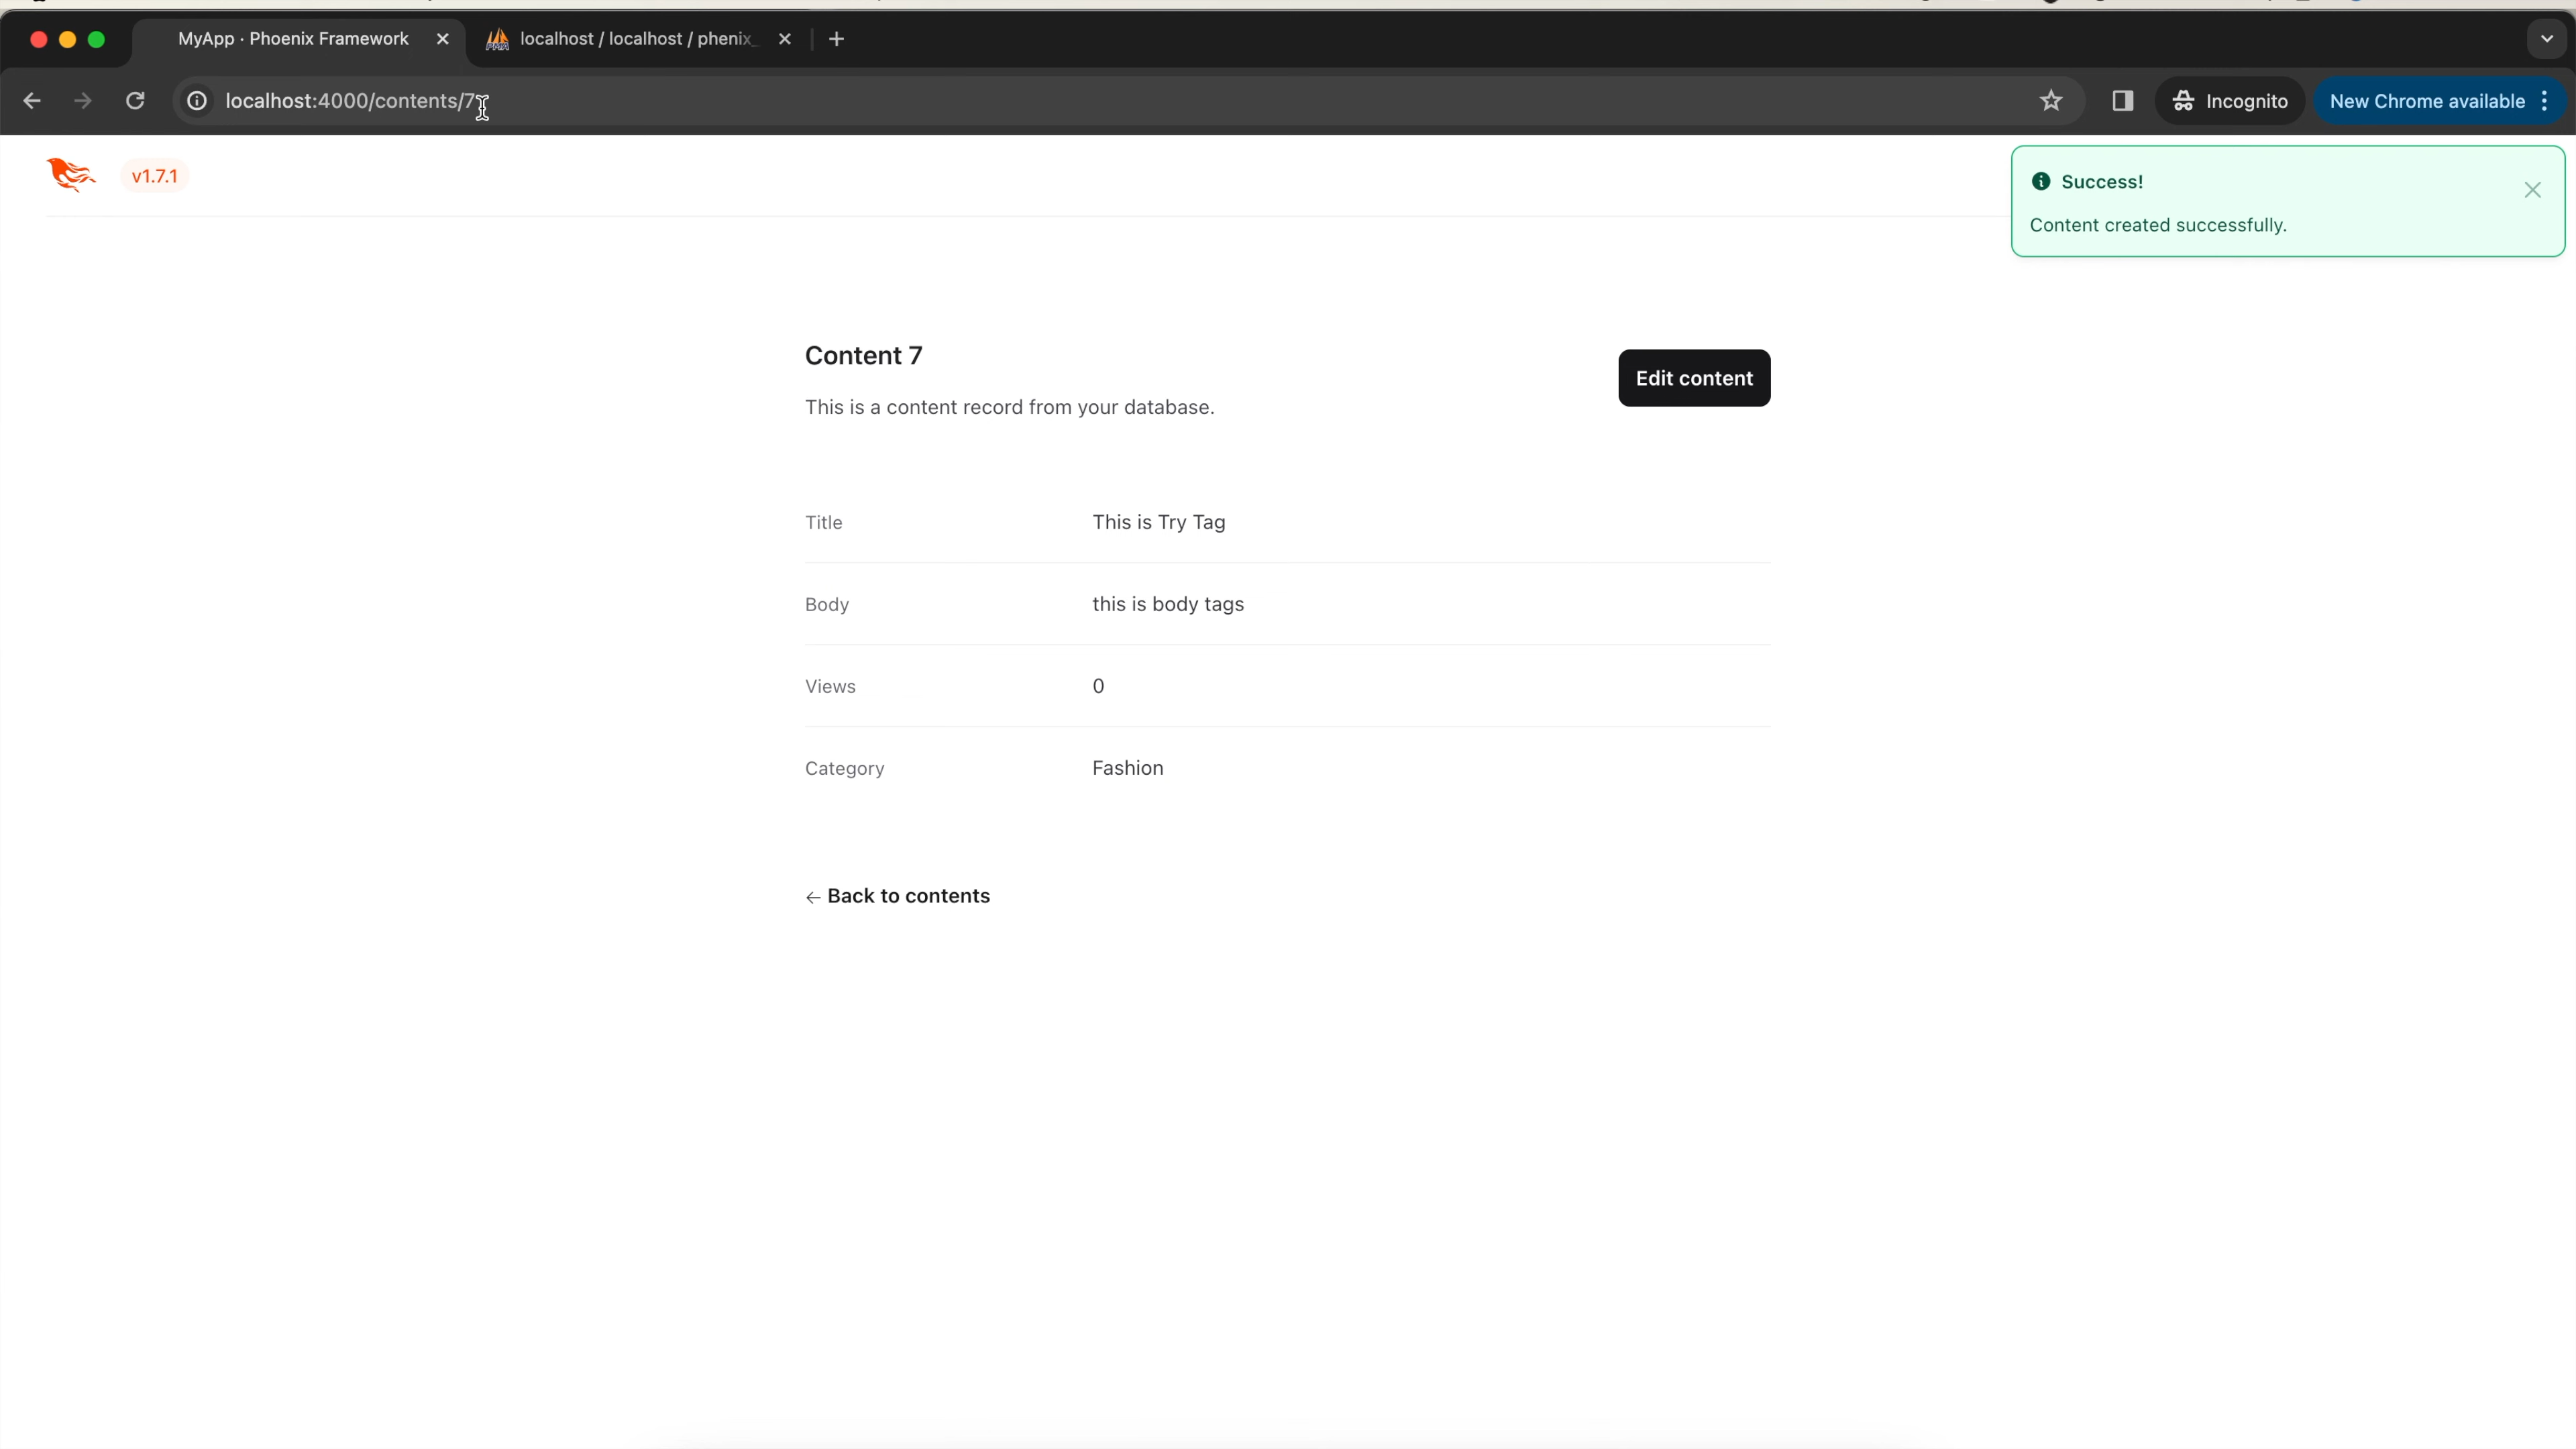 MyApp · Phoenix Framework
localhost / localhost / phenix_
localhost:4000/contents/7
Incognito
New Chrome available
v1.7.1
Success!
Content created successfully.
Content 7
Edit content
This is a content record from your database.
Title This is Try Tag
Body this is body tags
Views 0
Category Fashion
← Back to contents